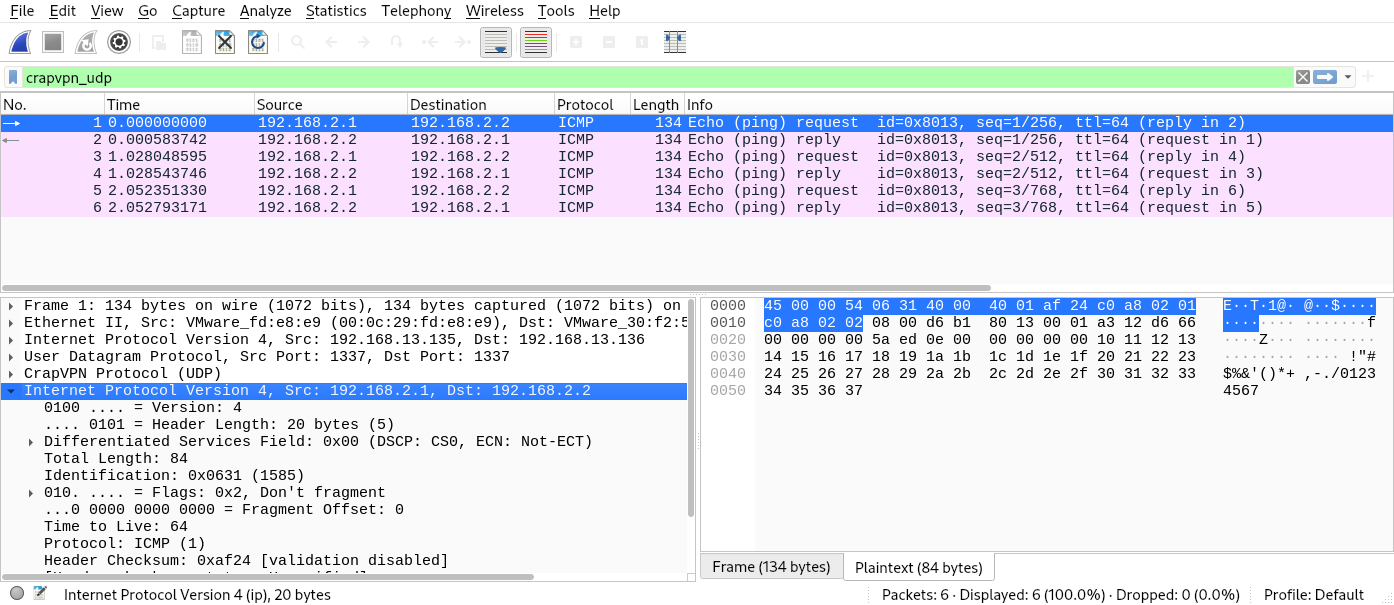 File Edit View Go Capture Analyze Statistics Telephony Wireless Tools Help
crapvpn_udp
No. Time Source Destination Protocol Length Info
1 0.000000000 192.168.2.1 192.168.2.2 ICMP 134 Echo (ping) request id=0x8013, seq=1/256, ttl=64 (reply in 2)
2 0.000583742 192.168.2.2 192.168.2.1 ICMP 134 Echo (ping) reply id=0x8013, seq=1/256, ttl=64 (request in 1)
3 1.028048595 192.168.2.1 192.168.2.2 ICMP 134 Echo (ping) request id=0x8013, seq=2/512, ttl=64 (reply in 4)
4 1.028543746 192.168.2.2 192.168.2.1 ICMP 134 Echo (ping) reply id=0x8013, seq=2/512, ttl=64 (request in 3)
5 2.052351330 192.168.2.1 192.168.2.2 ICMP 134 Echo (ping) request id=0x8013, seq=3/768, ttl=64 (reply in 6)
6 2.052793171 192.168.2.2 192.168.2.1 ICMP 134 Echo (ping) reply id=0x8013, seq=3/768, ttl=64 (request in 5)
Frame 1: 134 bytes on wire (1072 bits), 134 bytes captured (1072 bits) on
Ethernet II, Src: VMware_fd:e8:e9 (00:0c:29:fd:e8:e9), Dst: VMware_30:f2:5
Internet Protocol Version 4, Src: 192.168.13.135, Dst: 192.168.13.136
User Datagram Protocol, Src Port: 1337, Dst Port: 1337
CrapVPN Protocol (UDP)
Internet Protocol Version 4, Src: 192.168.2.1, Dst: 192.168.2.2
0100 .... = Version: 4
.... 0101 = Header Length: 20 bytes (5)
Differentiated Services Field: 0x00 (DSCP: CS0, ECN: Not-ECT)
Total Length: 84
Identification: 0x0631 (1585)
010. .... = Flags: 0x2, Don't fragment
...0 0000 0000 0000 = Fragment Offset: 0
Time to Live: 64
Protocol: ICMP (1)
Header Checksum: 0xaf24 [validation disabled]
0000 45 00 00 54 06 31 40 00 40 01 af 24 c0 a8 02 01 E··T·1@· @··$····
0010 c0 a8 02 02 08 00 d6 b1 80 13 00 01 a3 12 d6 66 ········ ·······f
0020 00 00 00 00 5a ed 0e 00 00 00 00 00 10 11 12 13 ····Z··· ········
0030 14 15 16 17 18 19 1a 1b 1c 1d 1e 1f 20 21 22 23 ········ ···· !"#
0040 24 25 26 27 28 29 2a 2b 2c 2d 2e 2f 30 31 32 33 $%&'()*+ ,-./0123
0050 34 35 36 37 4567
Frame (134 bytes) Plaintext (84 bytes)
Internet Protocol Version 4 (ip), 20 bytes Packets: 6 · Displayed: 6 (100.0%) · Dropped: 0 (0.0%) Profile: Default